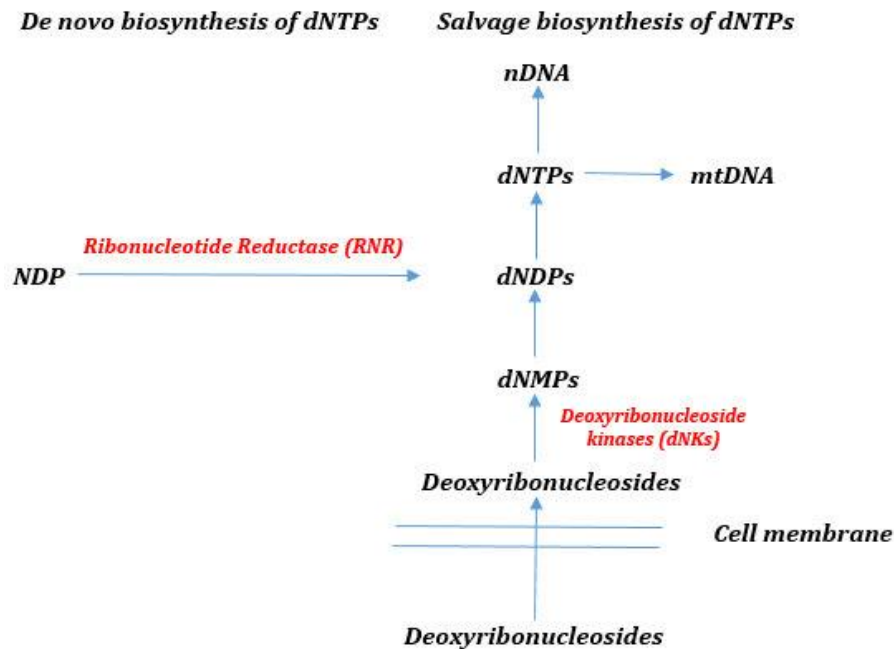 De novo biosynthesis of dNTPs
Salvage biosynthesis of dNTPs
nDNA
dNTPs
mtDNA
Ribonucleotide Reductase (RNR)
NDP
dNDPs
dNMPs
Deoxyribonucleoside
kinases (dNKs)
Deoxyribonucleosides
Cell membrane
Deoxyribonucleosides